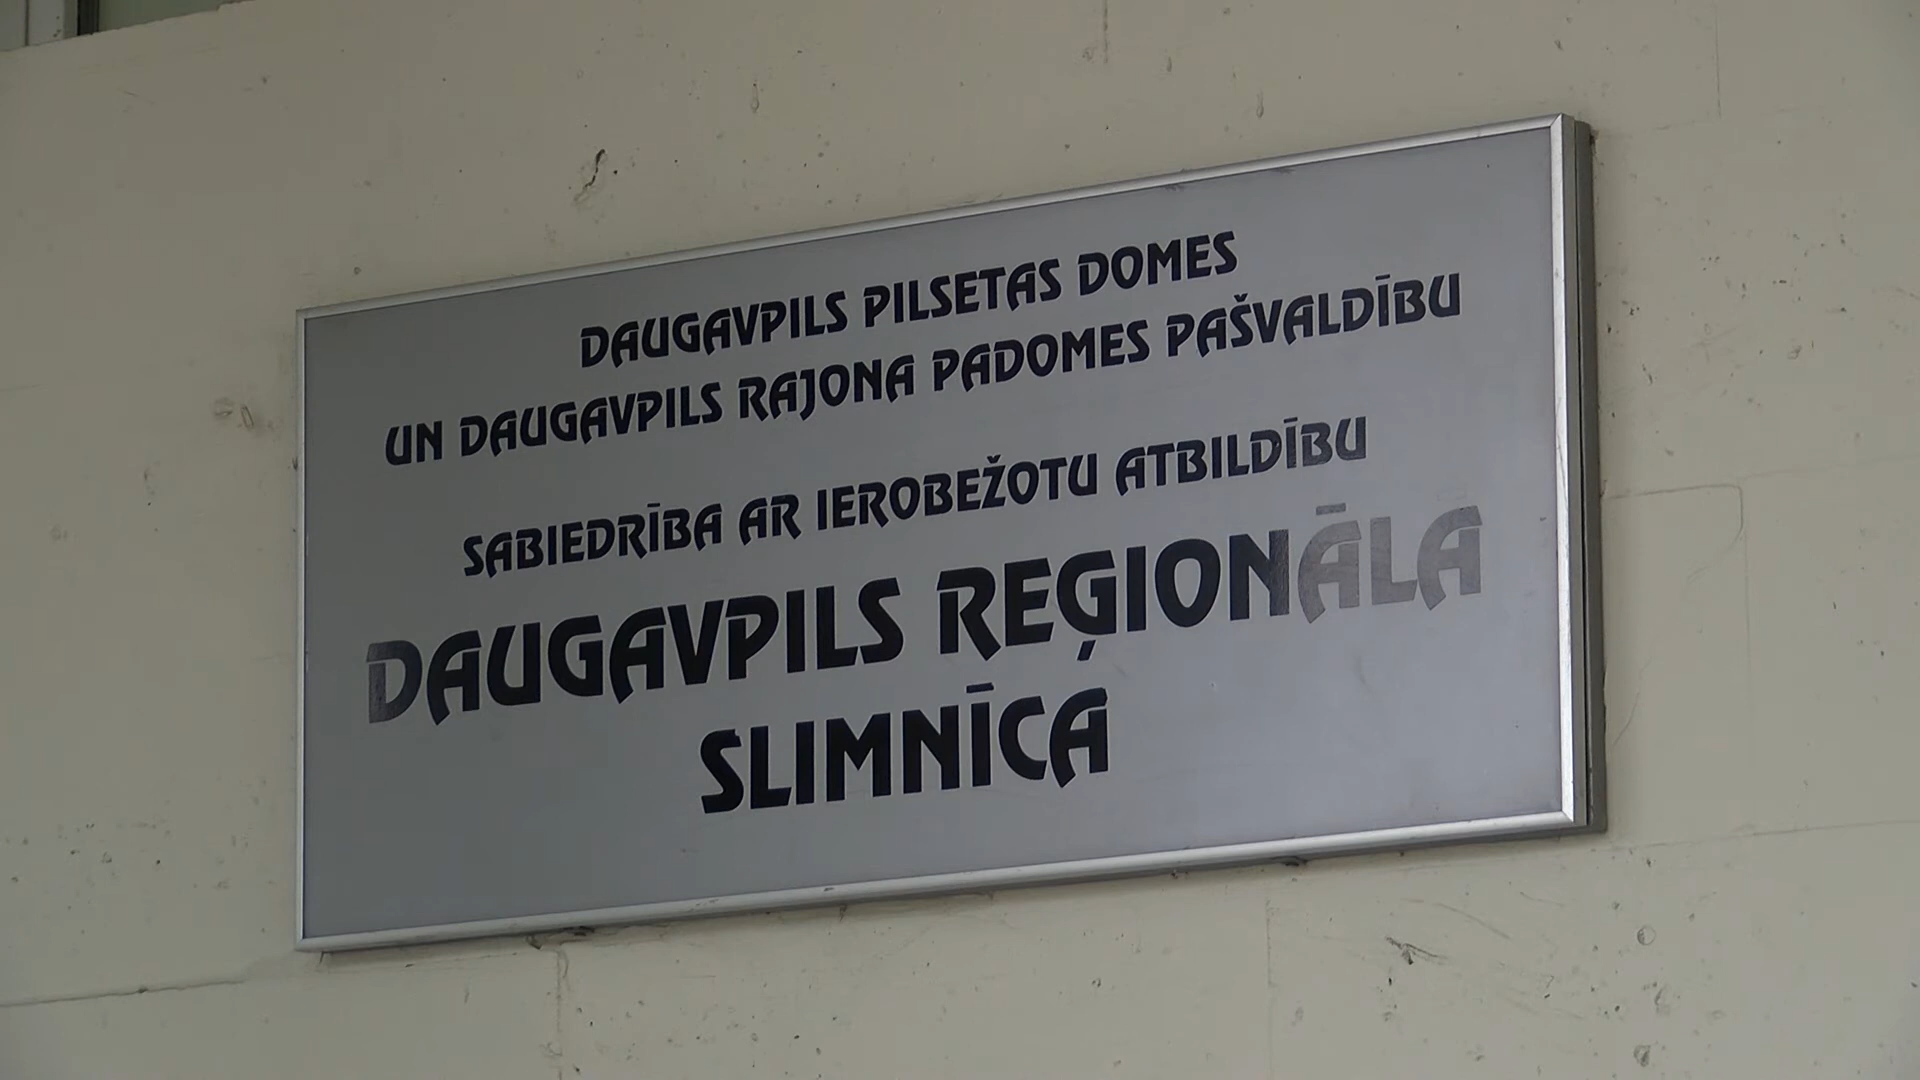 DAUGAVPILS PILSETAS DOMES
UN DAUGAVPILS RAJONA PADOMES PAŠVALDĪBU
SABIEDRĪBA AR IEROBEŽOTU ATBILDĪBU
DAUGAVPILS REĢIONĀLĀ
SLIMNĪCA